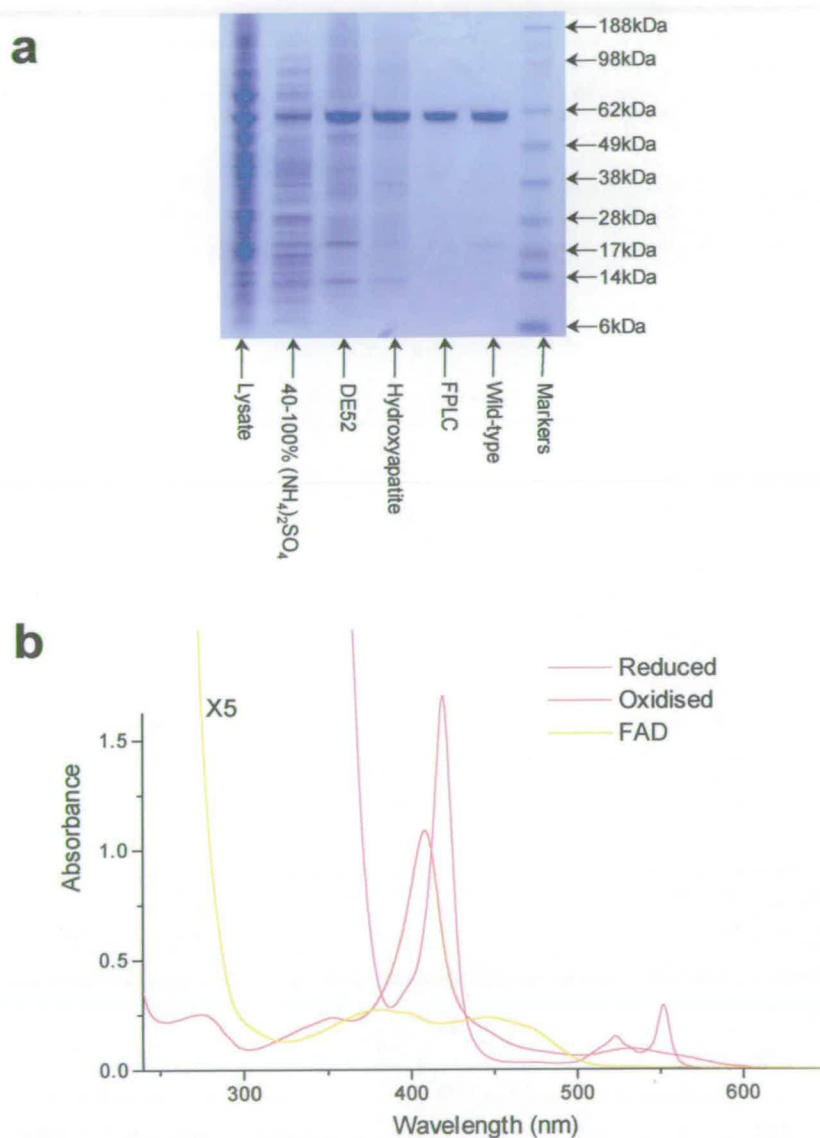 a
188kDa
98kDa
62kDa
49kDa
38kDa
28kDa
17kDa
14kDa
6kDa
Lysate
40-100% (NH₄)₂SO₄
DE52
Hydroxyapatite
FPLC
Wild-type
Markers
b
X5
Reduced
Oxidised
FAD
Absorbance
1.5
1.0
0.5
0.0
300
400
500
600
Wavelength (nm)